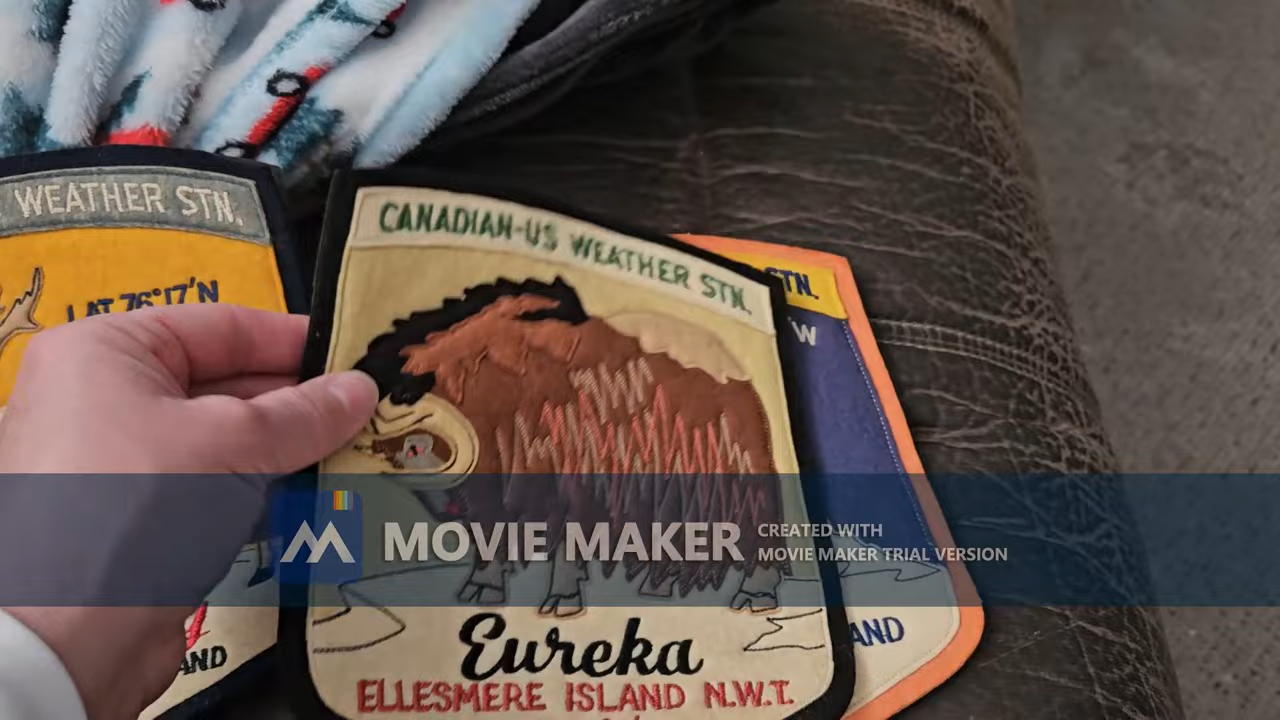 WEATHER STN.
LAT 76°17'N
AND
CANADIAN-US WEATHER STN.
Eureka
ELLESMERE ISLAND N.W.T.
STN.
'W
AND
MOVIE MAKER
CREATED WITH
MOVIE MAKER TRIAL VERSION